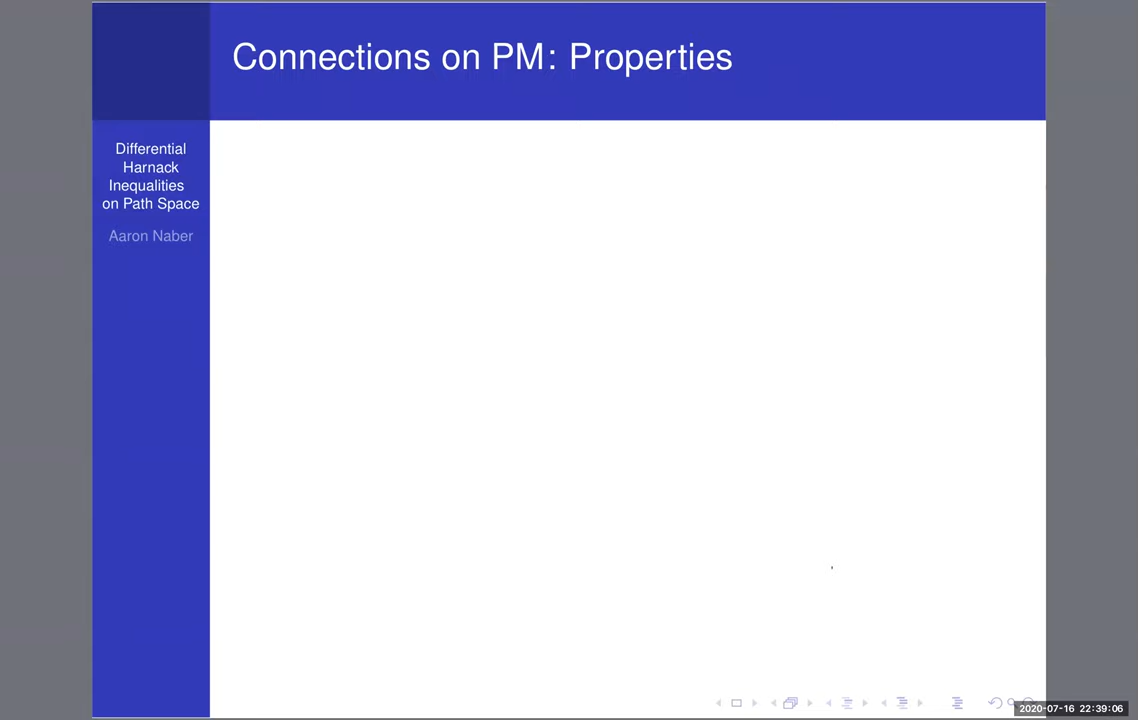 Connections on PM: Properties
Differential
Harnack
Inequalities
on Path Space
Aaron Naber
2020-07-16 22:39:06